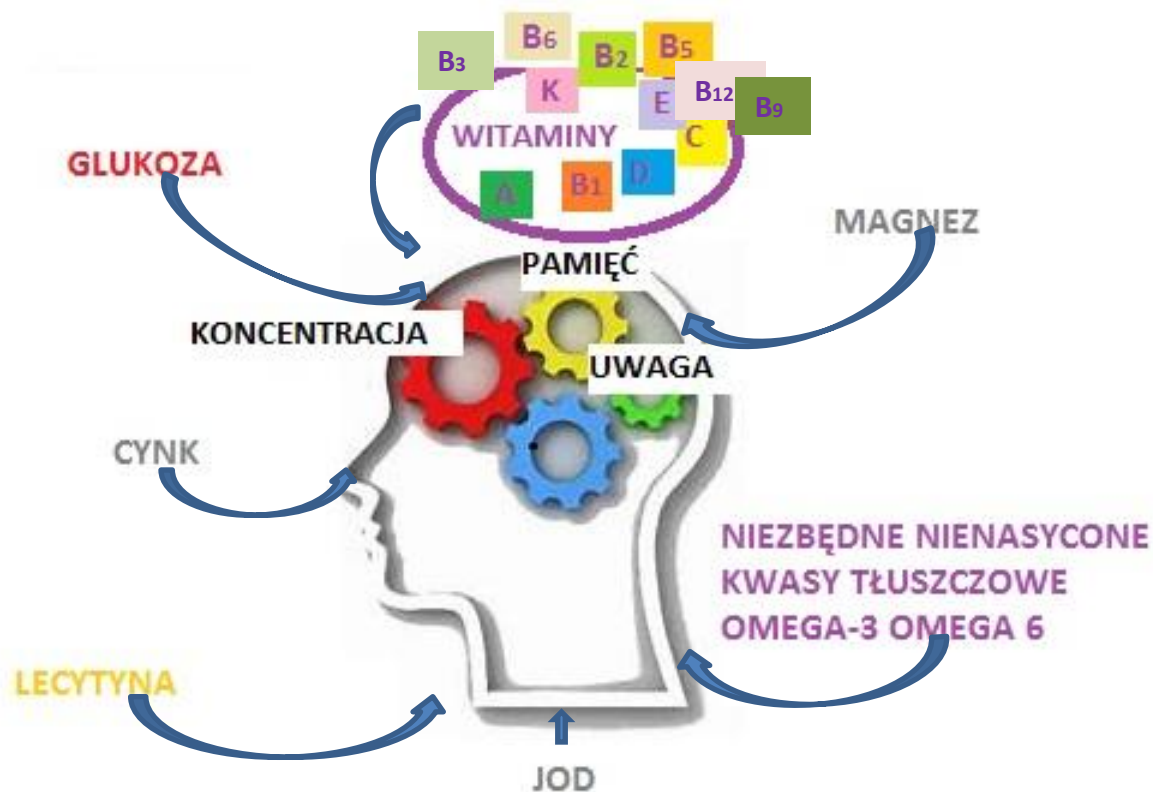 B6
B3
B2
B5
K
E
B12
B9
WITAMINY
C
A
B1
D
GLUKOZA
MAGNEZ
PAMIĘĆ
KONCENTRACJA
UWAGA
CYNK
NIEZBĘDNE NIENASYCONE
KWASY TŁUSZCZOWE
OMEGA-3 OMEGA 6
LECYTYNA
JOD